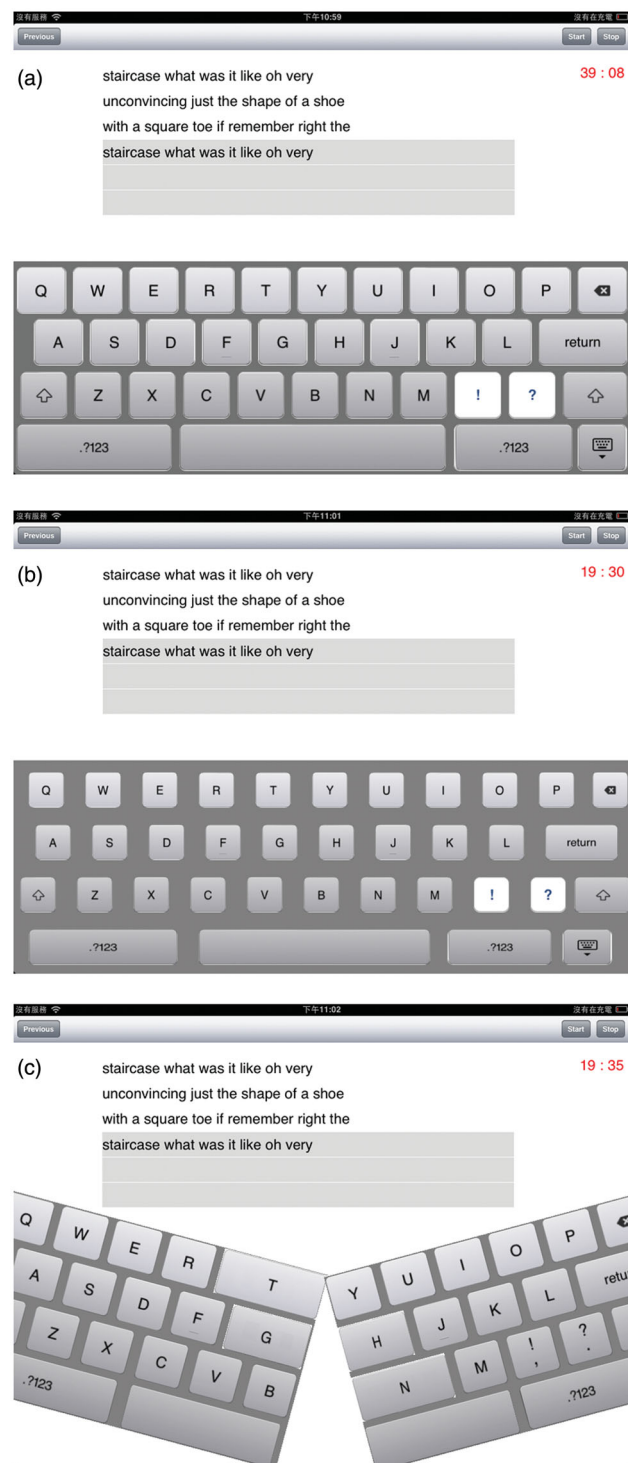 沒有服務 下午10:59 沒有在充電
Previous Start Stop
(a) staircase what was it like oh very 39 : 08
unconvincing just the shape of a shoe
with a square toe if remember right the
staircase what was it like oh very
Q W E R T Y U I O P
A S D F G H J K L return
Z X C V B N M ! ?
.?123 .?123
沒有服務 下午11:01 沒有在充電
Previous Start Stop
(b) staircase what was it like oh very 19 : 30
unconvincing just the shape of a shoe
with a square toe if remember right the
staircase what was it like oh very
Q W E R T Y U I O P
A S D F G H J K L return
Z X C V B N M ! ?
.?123 .?123
沒有服務 下午11:02 沒有在充電
Previous Start Stop
(c) staircase what was it like oh very 19 : 35
unconvincing just the shape of a shoe
with a square toe if remember right the
staircase what was it like oh very
Q W E R T Y U I O P
A S D F G H J K L retu
Z X C V B N M ! , ? .
.?123 .?123